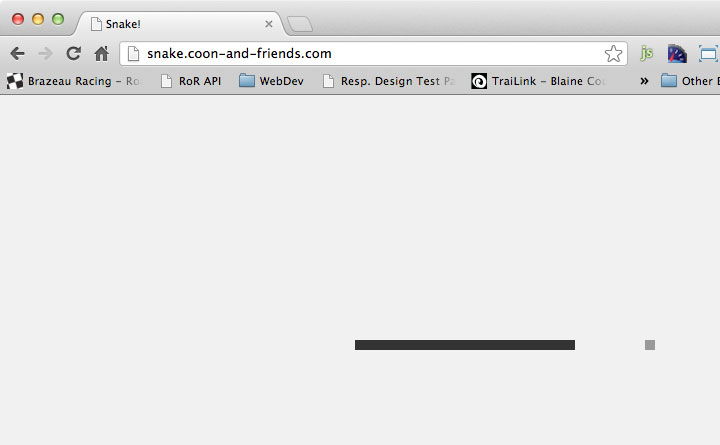 Snake!
snake.coon-and-friends.com
js
Brazeau Racing – Ro
RoR API
WebDev
Resp. Design Test Pa
TraiLink – Blaine Cou
»
Other B